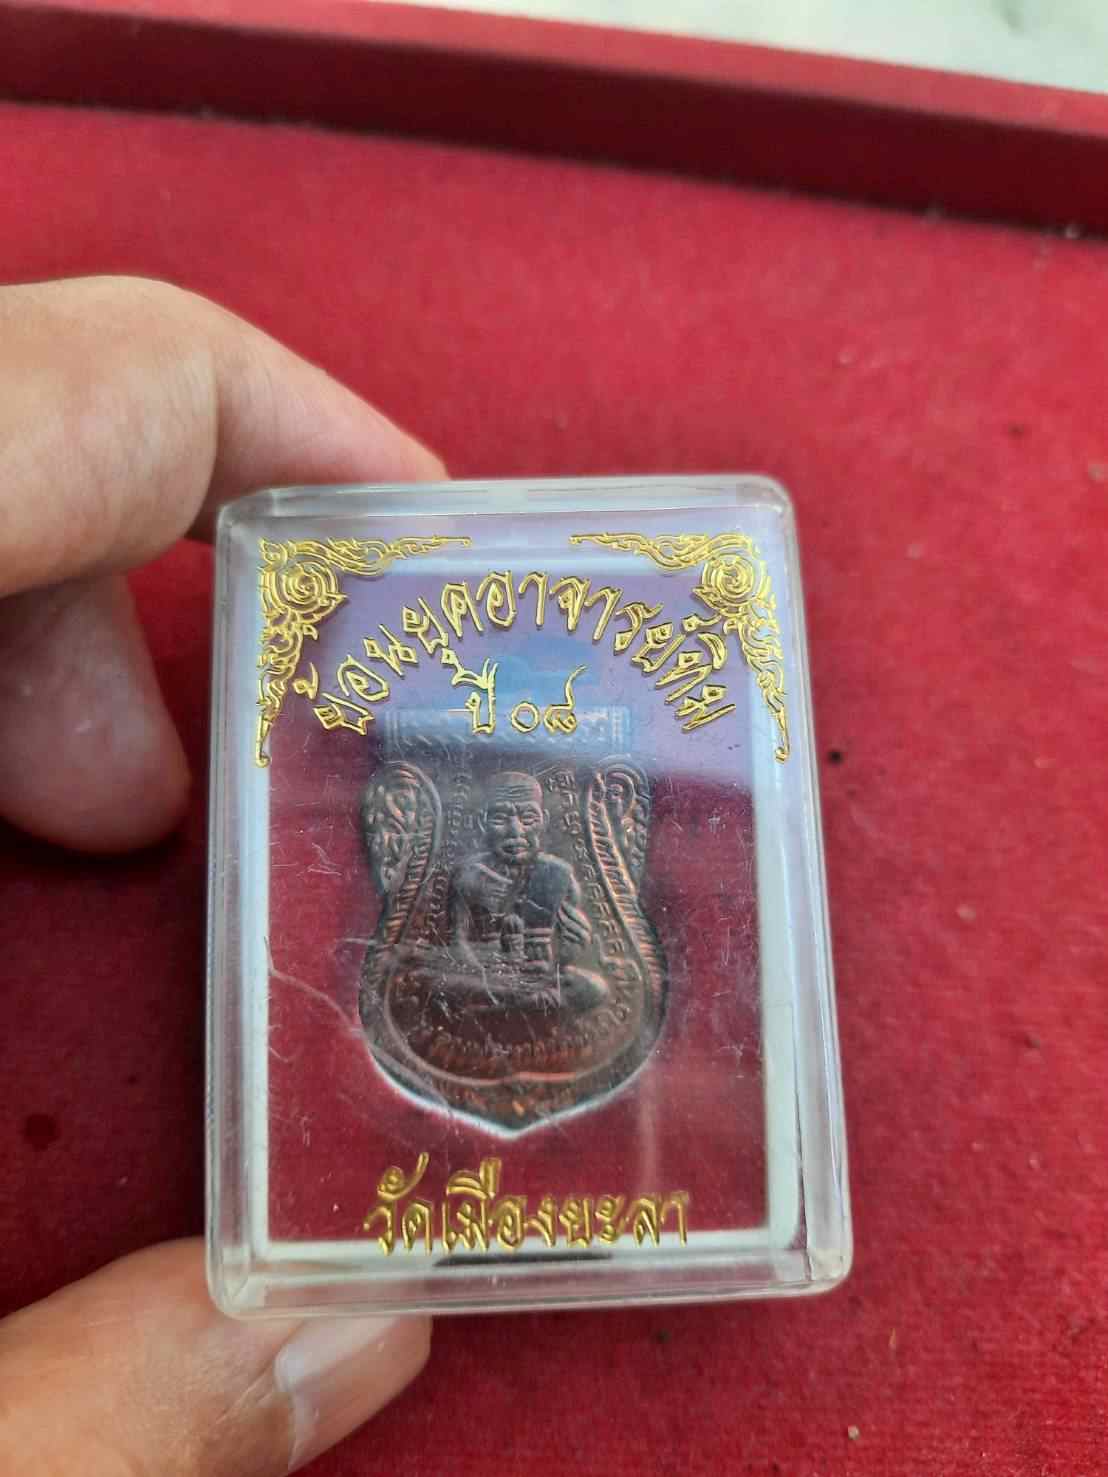 ย้อนยุคอาจารย์ทิม
ปี ๐๘
วัดเมืองยะลา